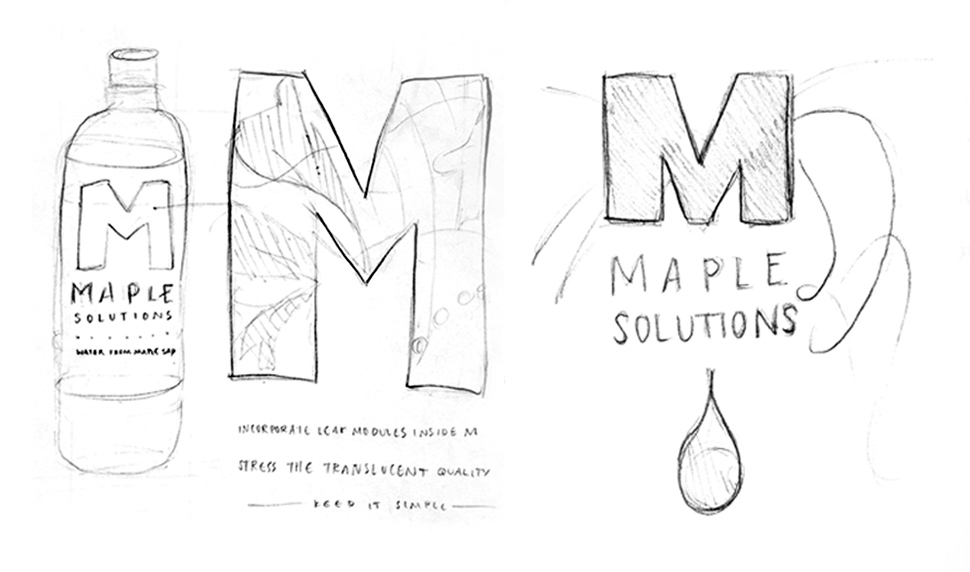 M
MAPLE
SOLUTIONS
WATER FROM MAPLE SAP
M
INCORPORATE LEAF MODULES INSIDE M
STRESS THE TRANSLUCENT QUALITY
KEEP IT SIMPLE
M
MAPLE
SOLUTIONS